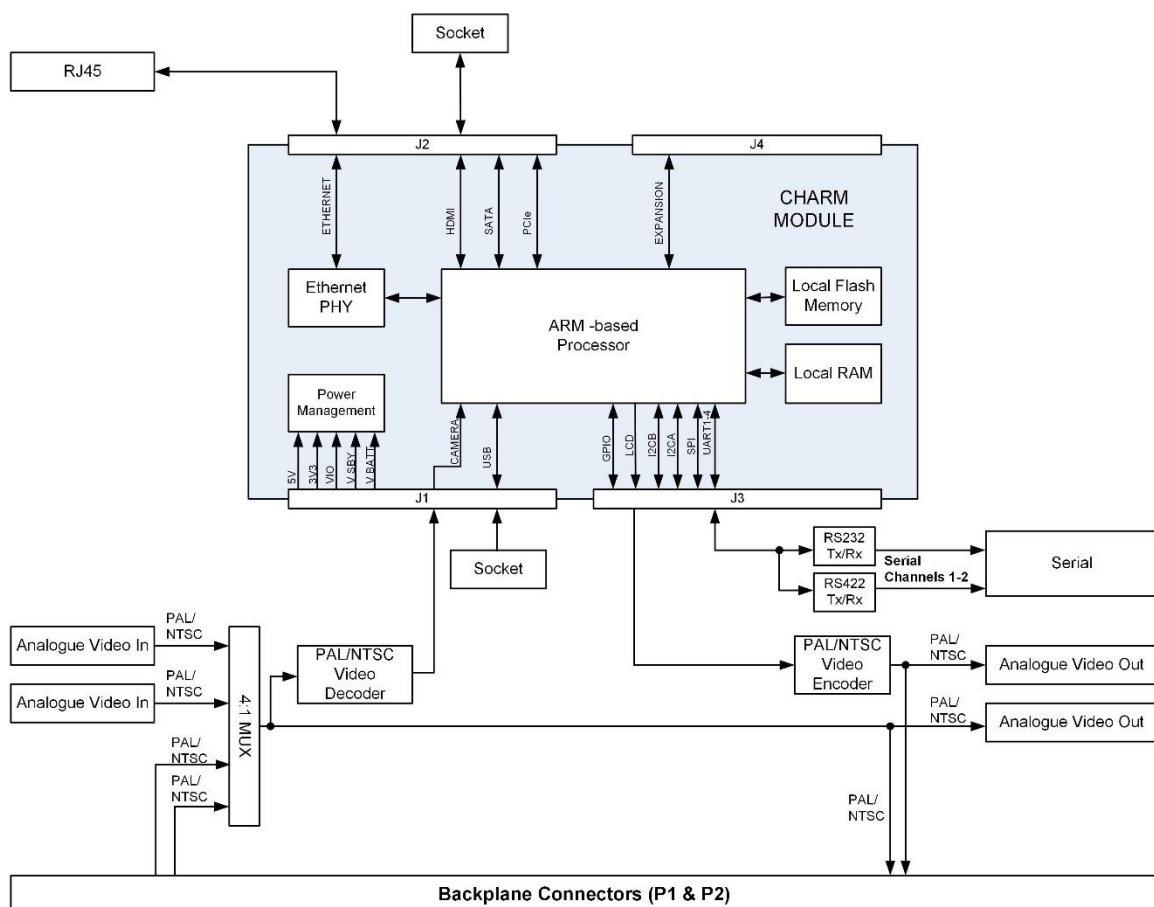 Socket
RJ45
J2
J4
ETHERNET
HDMI
SATA
PCIe
EXPANSION
CHARM
MODULE
Ethernet
PHY
ARM -based
Processor
Local Flash
Memory
Local RAM
Power
Management
5V
3V3
VIO
V.SBY
V.BATT
CAMERA
USB
GPIO
LCD
I2CB
I2CA
SPI
UART1-4
J1
J3
Socket
RS232
Tx/Rx
RS422
Tx/Rx
Serial
Channels 1-2
Serial
Analogue Video In
PAL/
NTSC
Analogue Video In
PAL/
NTSC
PAL/
NTSC
PAL/
NTSC
4:1 MUX
PAL/NTSC
Video
Decoder
PAL/NTSC
Video
Encoder
PAL/
NTSC
Analogue Video Out
PAL/
NTSC
Analogue Video Out
PAL/
NTSC
Backplane Connectors (P1 & P2)